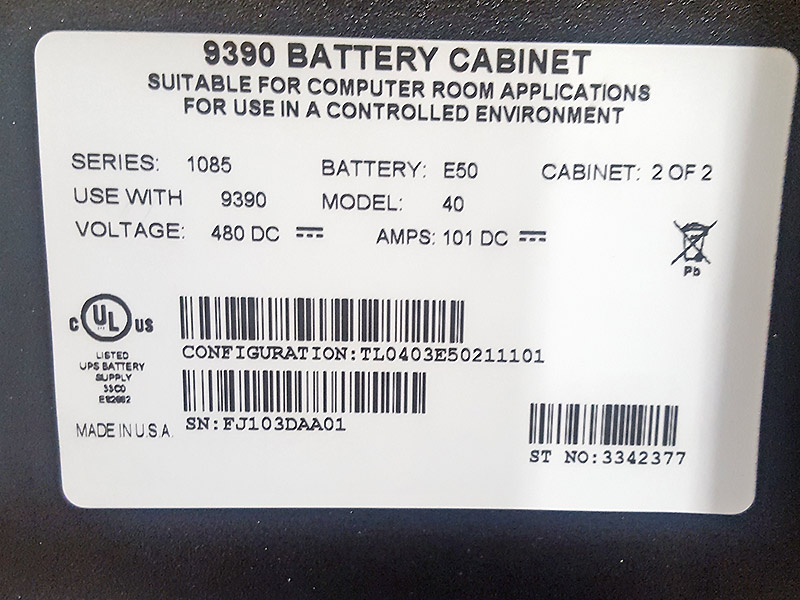 9390 BATTERY CABINET
SUITABLE FOR COMPUTER ROOM APPLICATIONS
FOR USE IN A CONTROLLED ENVIRONMENT
SERIES: 1085 BATTERY: E50 CABINET: 2 OF 2
USE WITH 9390 MODEL: 40
VOLTAGE: 480 DC AMPS: 101 DC
Pb
C UL US
LISTED
UPS BATTERY
SUPPLY
33C0
CONFIGURATION:TL0403E50211101
SN:FJ103DAA01
MADE IN U.S.A.
ST NO:3342377